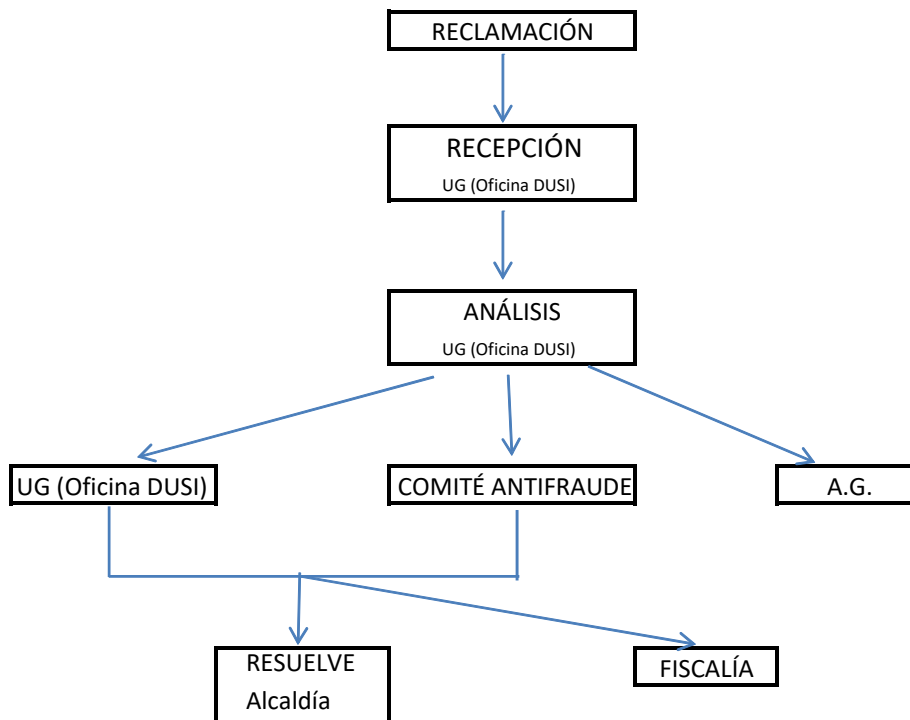 RECLAMACIÓN
RECEPCIÓN
UG (Oficina DUSI)
ANÁLISIS
UG (Oficina DUSI)
UG (Oficina DUSI)
COMITÉ ANTIFRAUDE
A.G.
RESUELVE
Alcaldía
FISCALÍA